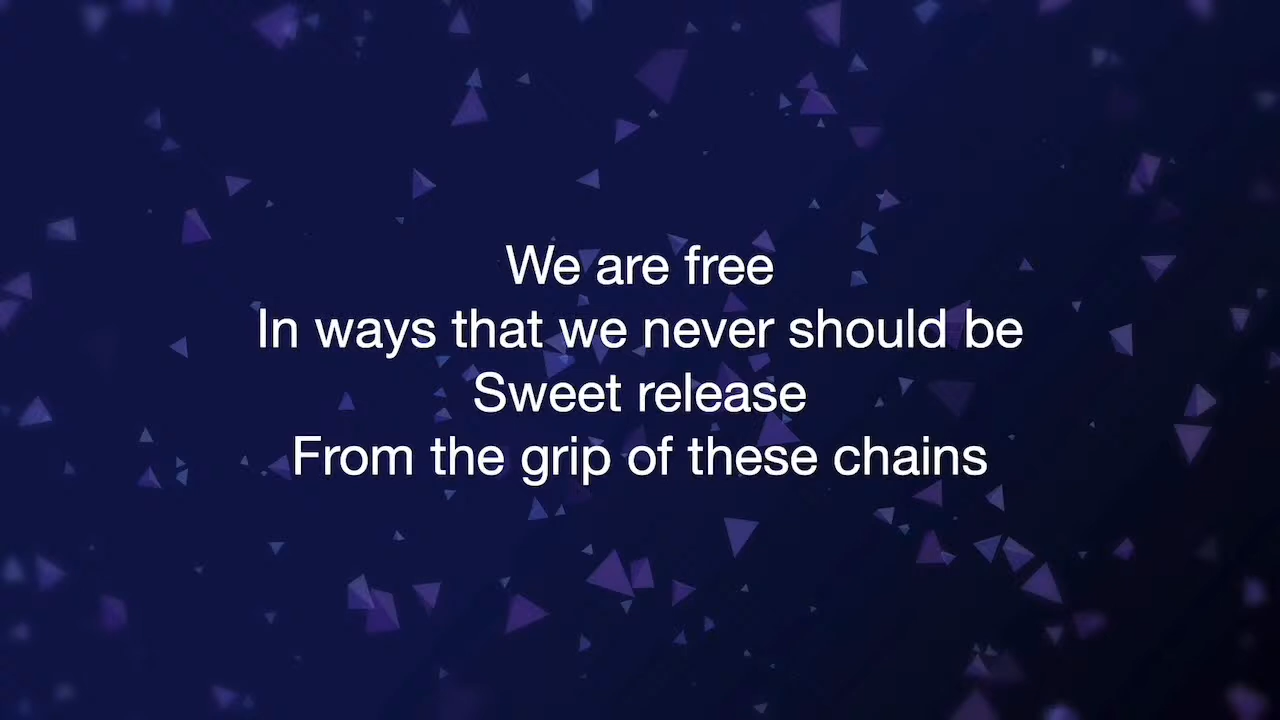 We are free
In ways that we never should be
Sweet release
From the grip of these chains